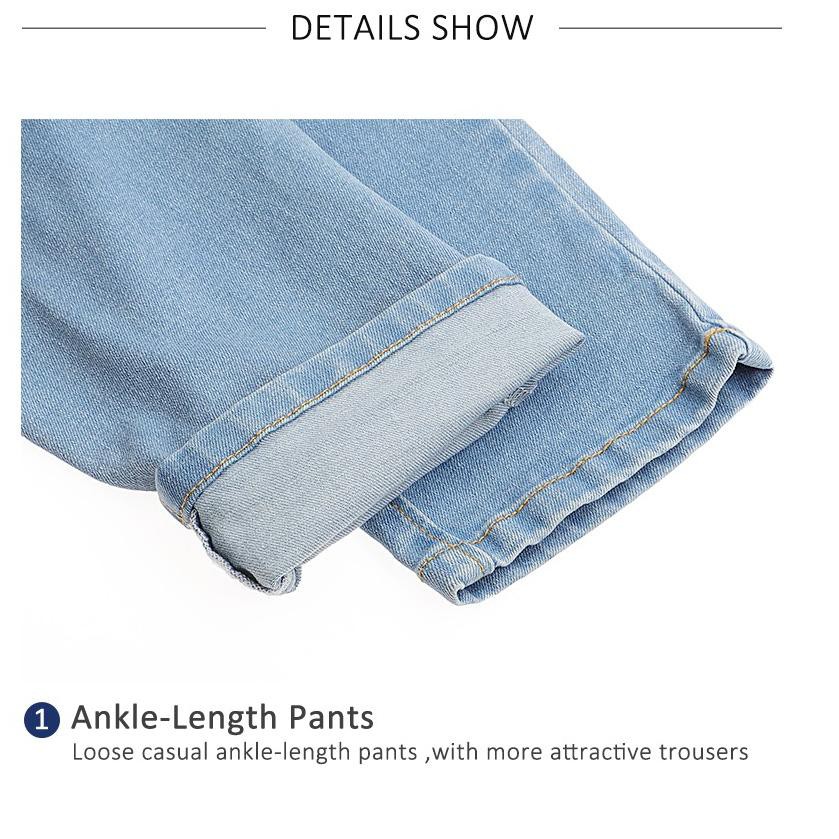 DETAILS SHOW
1 Ankle-Length Pants
Loose casual ankle-length pants ,with more attractive trousers